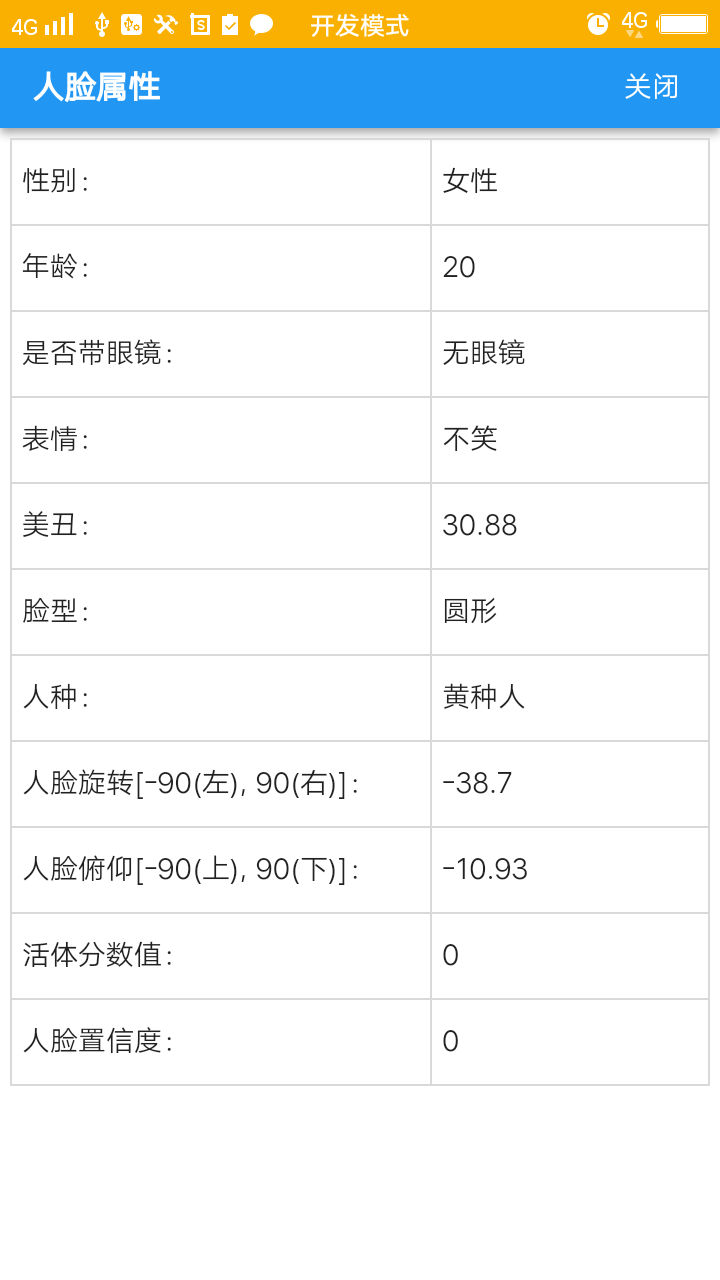 4G 开发模式 4G
人脸属性 关闭
性别: 女性
年龄: 20
是否带眼镜: 无眼镜
表情: 不笑
美丑: 30.88
脸型: 圆形
人种: 黄种人
人脸旋转[-90(左), 90(右)]: -38.7
人脸俯仰[-90(上), 90(下)]: -10.93
活体分数值: 0
人脸置信度: 0